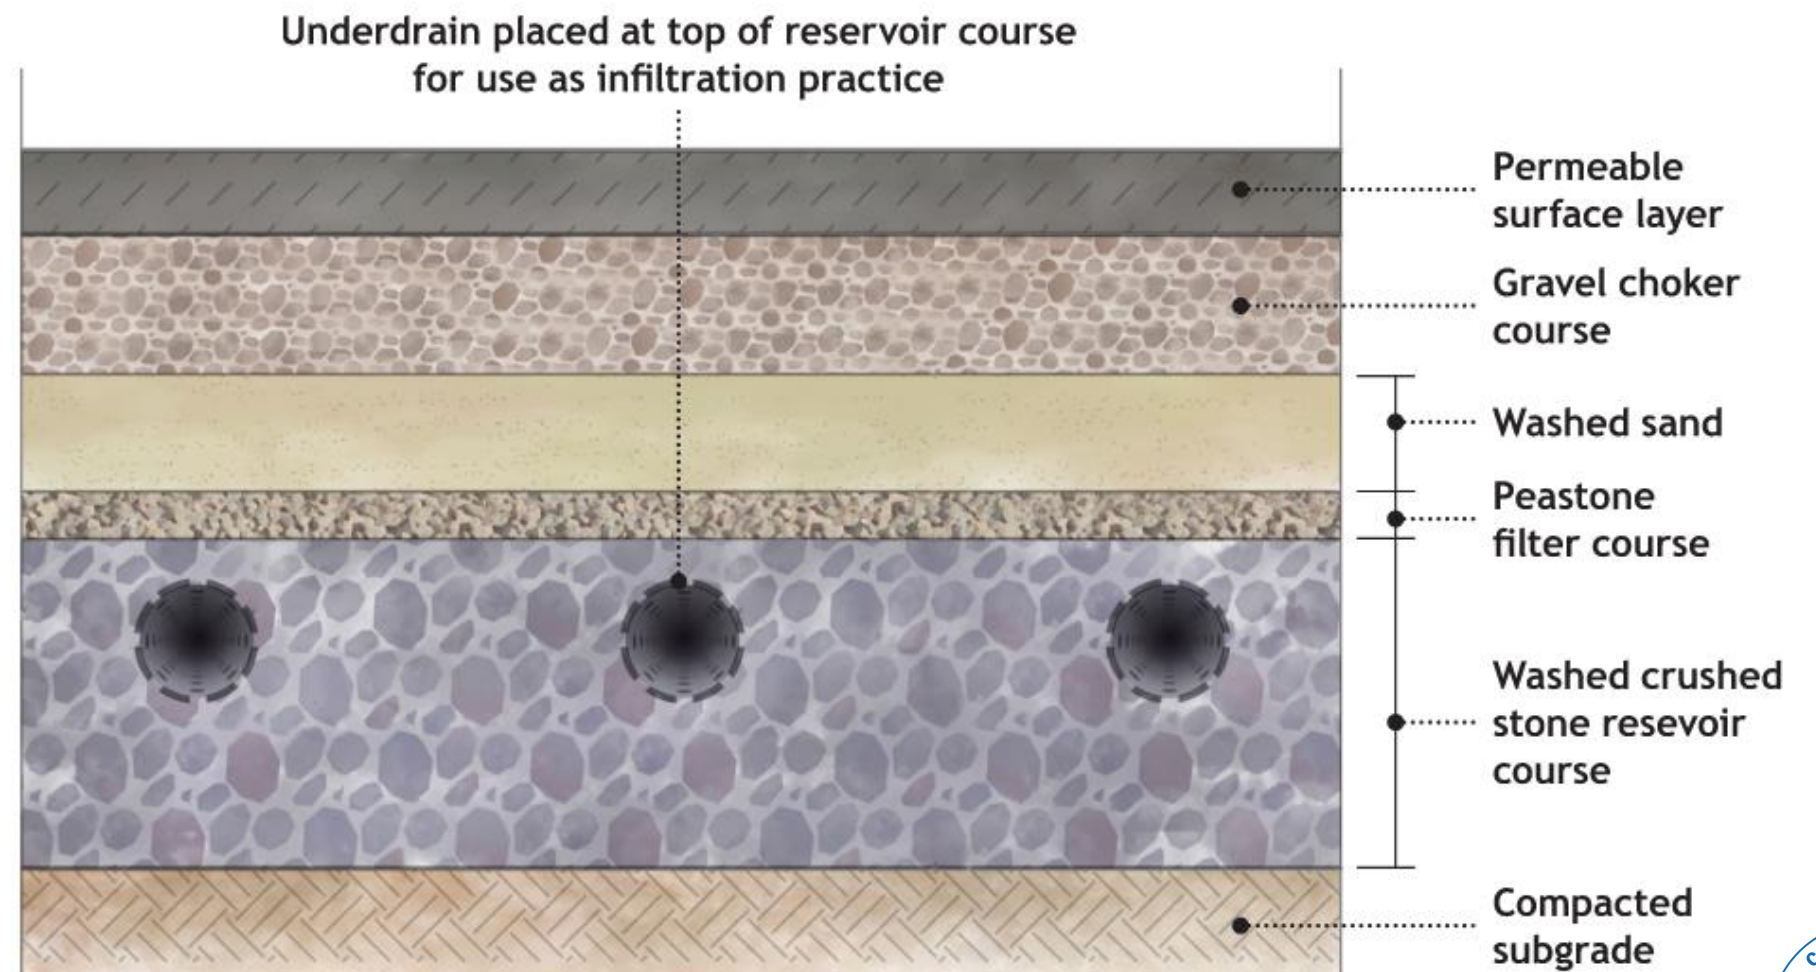 Underdrain placed at top of reservoir course
for use as infiltration practice
Permeable
surface layer
Gravel choker
course
Washed sand
Peastone
filter course
Washed crushed
stone resevoir
course
Compacted
subgrade